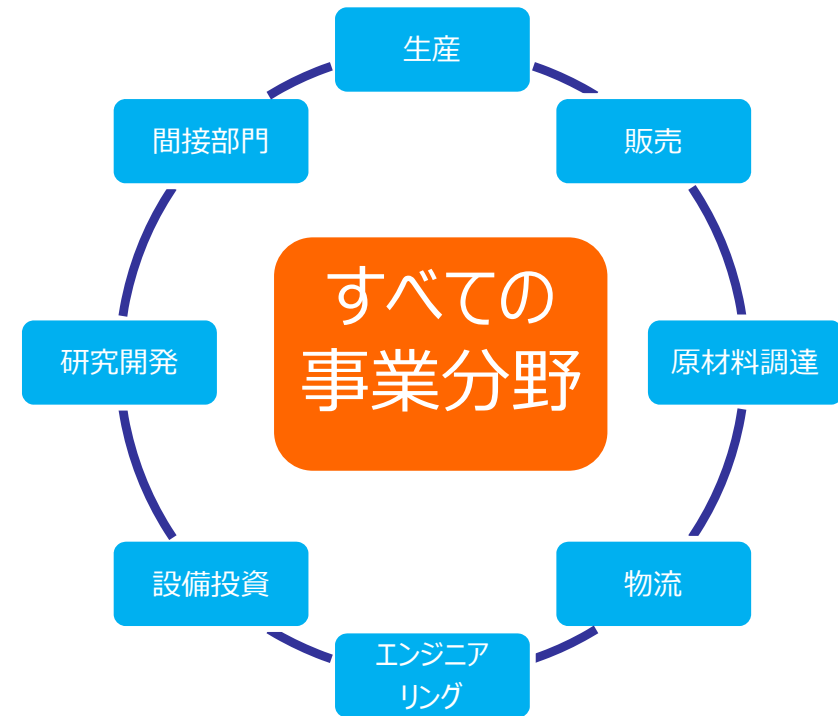 生産
販売
原材料調達
物流
エンジニア
リング
設備投資
研究開発
間接部門
すべての
事業分野